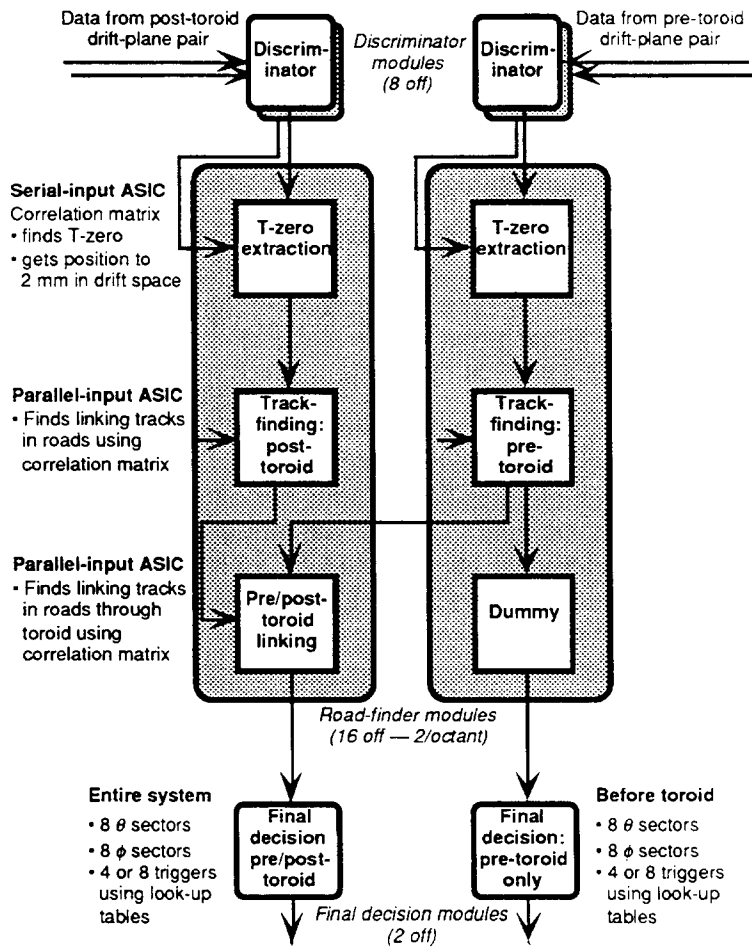 Data from post-toroid
drift-plane pair
Discrim-
inator
Discriminator
modules
(8 off)
Discrim-
inator
Data from pre-toroid
drift-plane pair
Serial-input ASIC
Correlation matrix
• finds T-zero
• gets position to
2 mm in drift space
T-zero
extraction
T-zero
extraction
Parallel-input ASIC
• Finds linking tracks
in roads using
correlation matrix
Track-
finding:
post-
toroid
Track-
finding:
pre-
toroid
Parallel-input ASIC
• Finds linking tracks
in roads through
toroid using
correlation matrix
Pre/post-
toroid
linking
Dummy
Road-finder modules
(16 off — 2/octant)
Entire system
• 8 θ sectors
• 8 ϕ sectors
• 4 or 8 triggers
using look-up
tables
Final
decision
pre/post-
toroid
Final
decision:
pre-toroid
only
Before toroid
• 8 θ sectors
• 8 ϕ sectors
• 4 or 8 triggers
using look-up
tables
Final decision modules
(2 off)